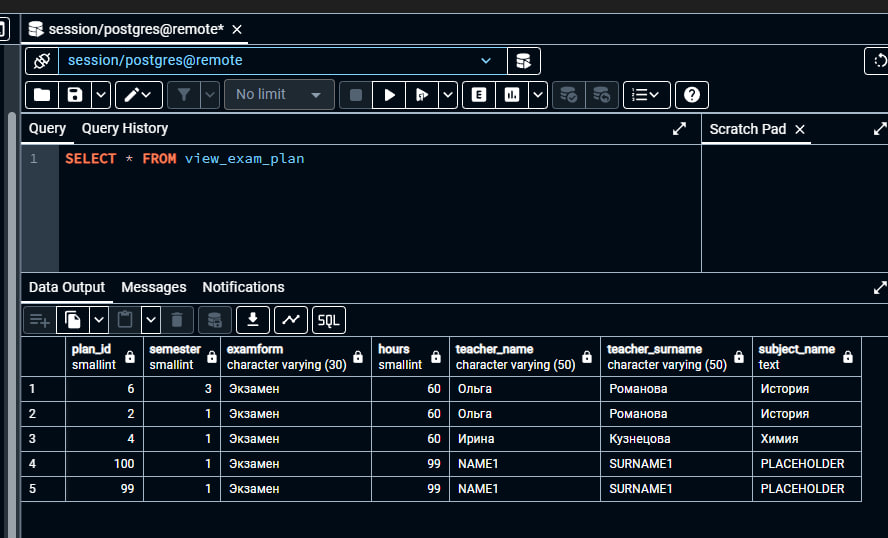 session/postgres@remote*
session/postgres@remote
No limit
Query Query History
Scratch Pad
1 SELECT * FROM view_exam_plan
Data Output Messages Notifications
SQL
plan_id semester examform hours teacher_name teacher_surname subject_name
smallint smallint character varying (30) smallint character varying (50) character varying (50) text
1 6 3 Экзамен 60 Ольга Романова История
2 2 1 Экзамен 60 Ольга Романова История
3 4 1 Экзамен 60 Ирина Кузнецова Химия
4 100 1 Экзамен 99 NAME1 SURNAME1 PLACEHOLDER
5 99 1 Экзамен 99 NAME1 SURNAME1 PLACEHOLDER